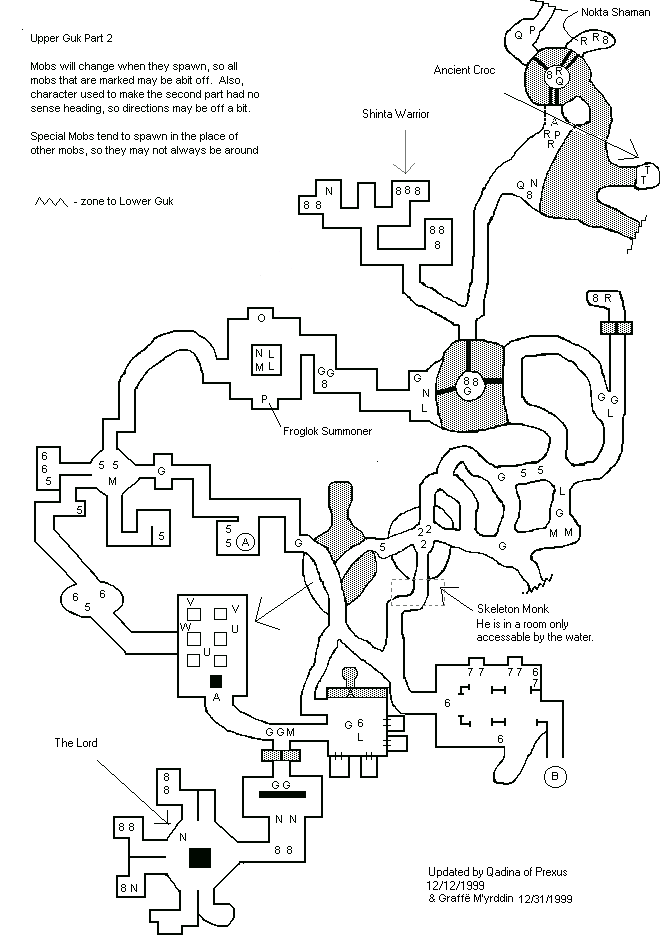 Upper Guk Part 2
Mobs will change when they spawn, so all
mobs that are marked may be abit off. Also,
character used to make the second part had no
sense heading, so directions may be off a bit.
Special Mobs tend to spawn in the place of
other mobs, so they may not always be around
- zone to Lower Guk
Nokta Shaman
Q P
R R 8
Ancient Croc
8 R
Q
A
R P
R
T
T
Q N
8
Shinta Warrior
N
8 8
8 8 8
8 8
8
8 R
O
N L
M L
G G
8
P
Froglok Summoner
G
N
L
8 8
G
G G
L
6
6
5
5 5
M
G
5
5
5
5
A
G
5
2 2
2
G 5 5
L
G
M M
G
6 6
5
V V
W U
U
A
Skeleton Monk
He is in a room only
accessable by the water.
A
G 6
L
7 7 7 7 6
7
6
6
B
G G M
G G
N N
8 8
The Lord
8
8
8 8
N
8 N
Updated by Qadina of Prexus
12/12/1999
& Graffë M'yrddin 12/31/1999